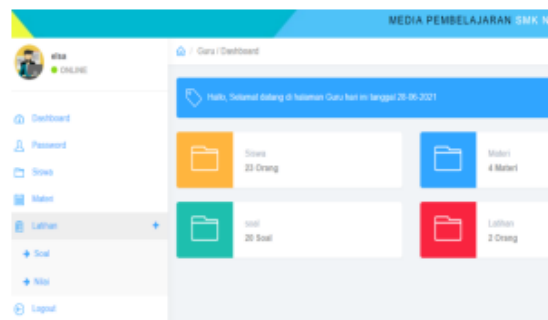 MEDIA PEMBELAJARAN SMK N
elsa
ONLINE
/ Guru / Dashboard
Hallo, Selamat datang di halaman Guru hari ini tanggal 28-06-2021
Dashboard
Password
Siswa
Materi
Latihan +
Soal
Nilai
Logout
Siswa
23 Orang
Materi
4 Materi
soal
20 Soal
Latihan
2 Orang